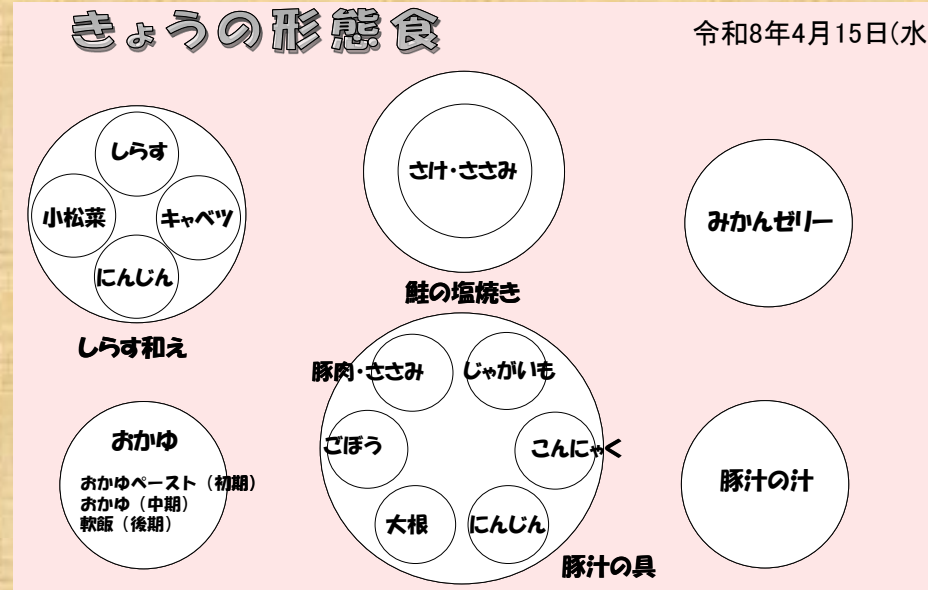 きょうの形態食
令和8年4月15日(水
しらす
小松菜
キャベツ
にんじん
しらす和え
さけ・ささみ
鮭の塩焼き
みかんゼリー
おかゆ
おかゆペースト（初期）
おかゆ（中期）
軟飯（後期）
豚肉・ささみ
じゃがいも
ごぼう
こんにゃく
大根
にんじん
豚汁の具
豚汁の汁